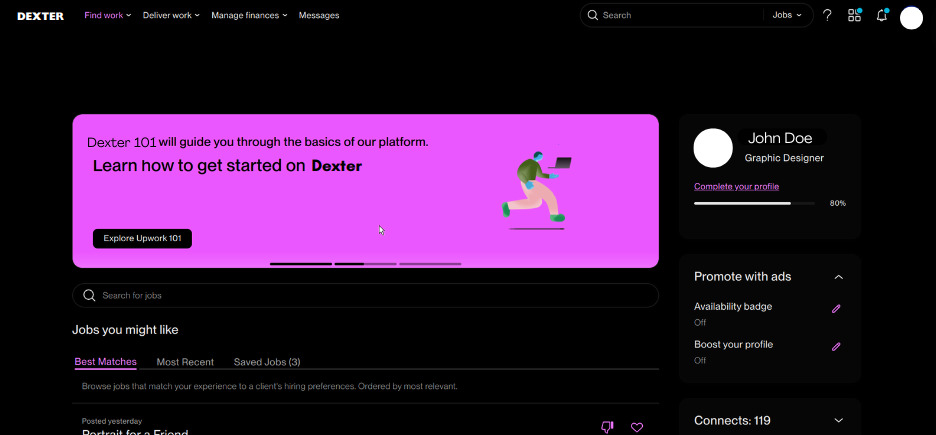 DEXTER
Find work
Deliver work
Manage finances
Messages
Search
Jobs
Dexter 101 will guide you through the basics of our platform.
Learn how to get started on Dexter
Explore Upwork 101
John Doe
Graphic Designer
Complete your profile
80%
Promote with ads
Availability badge
Off
Boost your profile
Off
Connects: 119
Search for jobs
Jobs you might like
Best Matches
Most Recent
Saved Jobs (3)
Browse jobs that match your experience to a client's hiring preferences. Ordered by most relevant.
Posted yesterday
Portrait for a Friend